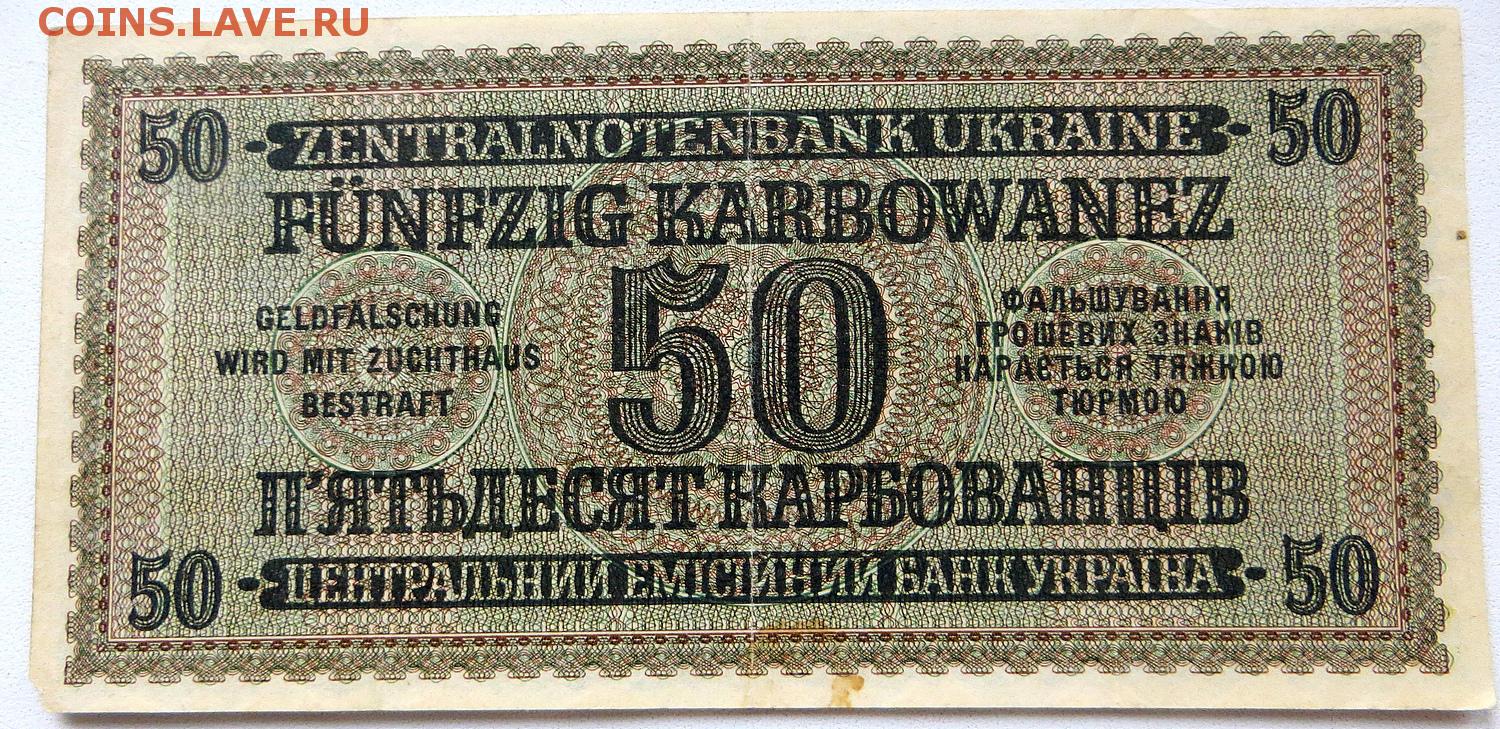 COINS.LAVE.RU
50 ZENTRALNOTENBANK UKRAINE 50
FÜNFZIG KARBOWANEZ
50
GELDFÄLSCHUNG
WIRD MIT ZUCHTHAUS
BESTRAFT
ФАЛЬШУВАННЯ
ГРОШЕВИХ ЗНАКІВ
КАРАЄТЬСЯ ТЯЖКОЮ
ТЮРМОЮ
П'ЯТЬДЕСЯТ КАРБОВАНЦІВ
50 ЦЕНТРАЛЬНИЙ ЕМІСІЙНИЙ БАНК УКРАЇНА 50